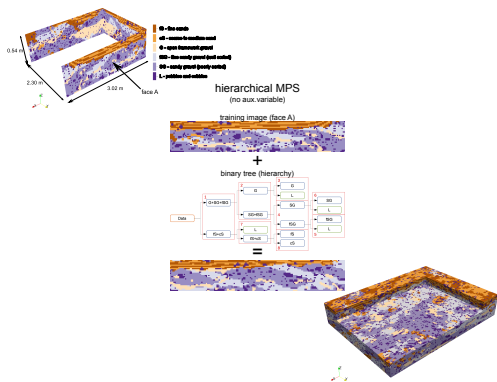 fS - fine sands
cS - coarse to medium sand
G - open framework gravel
fSG - fine sandy gravel (well sorted)
SG - sandy gravel (poorly sorted)
L - pebbles and cobbles
0.54 m
2.30 m
3.02 m
face A
hierarchical MPS
(no aux.variable)
training image (face A)
+
binary tree (hierarchy)
Data
G+SG+fSG
fS+cS
G
SG+fSG
L
fS+cS
G
L
SG
fSG
fS
cS
SG
L
fSG
L
=